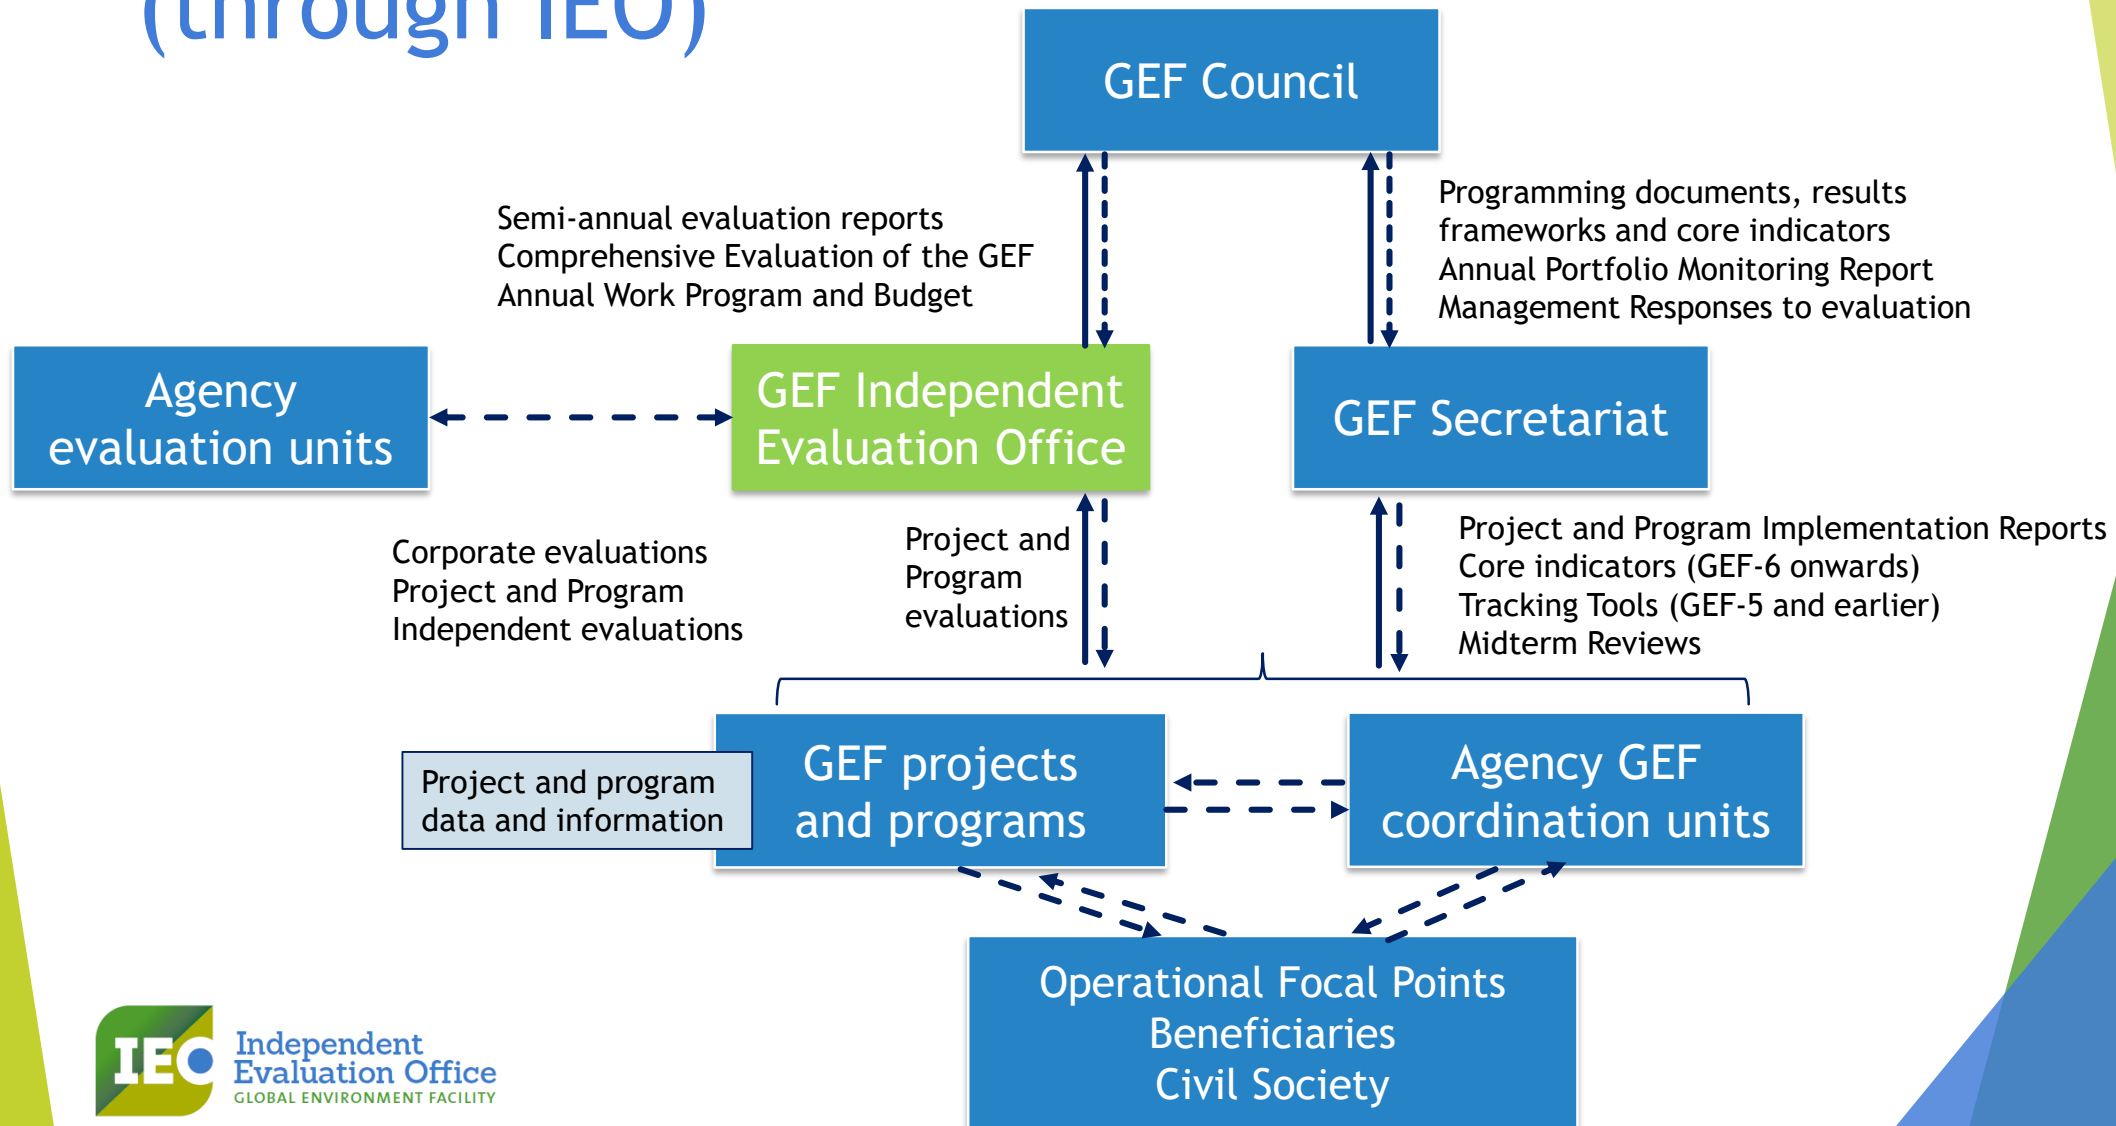 (through IEO)
GEF Council
Semi-annual evaluation reports
Comprehensive Evaluation of the GEF
Annual Work Program and Budget
Programming documents, results
frameworks and core indicators
Annual Portfolio Monitoring Report
Management Responses to evaluation
Agency
evaluation units
GEF Independent
Evaluation Office
GEF Secretariat
Corporate evaluations
Project and Program
Independent evaluations
Project and
Program
evaluations
Project and Program Implementation Reports
Core indicators (GEF-6 onwards)
Tracking Tools (GEF-5 and earlier)
Midterm Reviews
Project and program
data and information
GEF projects
and programs
Agency GEF
coordination units
Operational Focal Points
Beneficiaries
Civil Society
IEO
Independent
Evaluation Office
GLOBAL ENVIRONMENT FACILITY